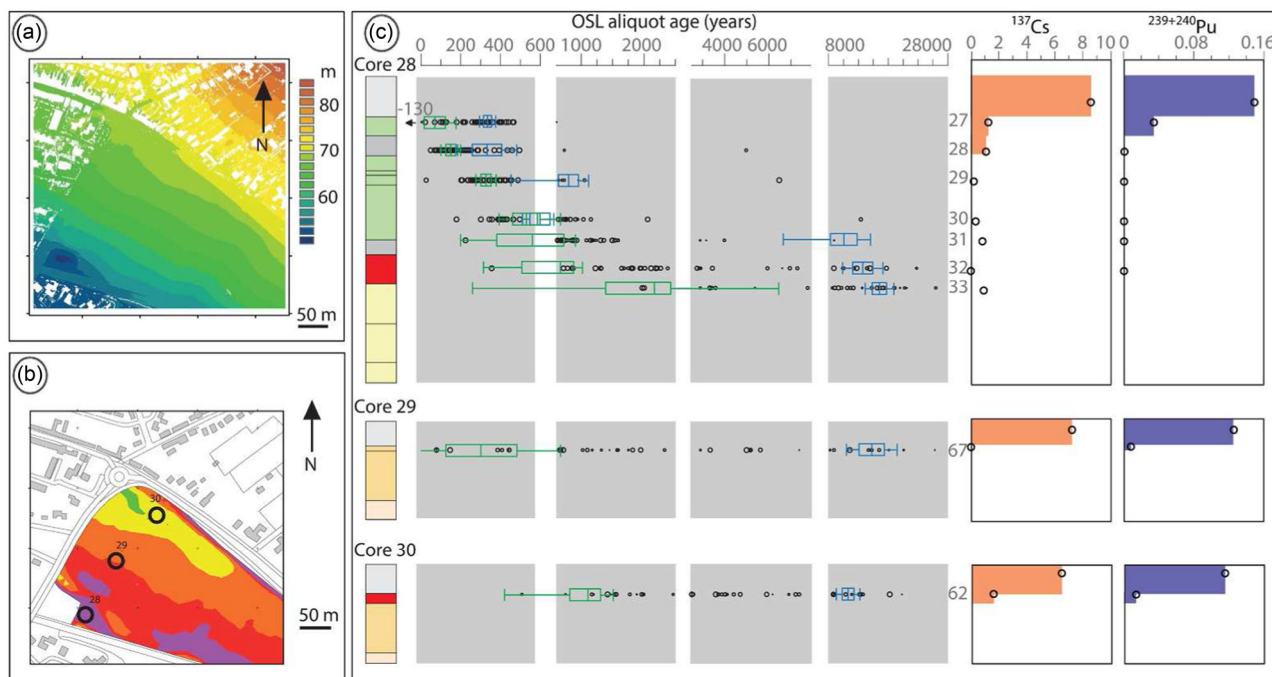 (a)
m
80
70
60
N
50 m
(b)
N
30
29
28
50 m
(c)
OSL aliquot age (years)
137Cs
239+240Pu
0 200 400 600 1000 2000 4000 6000 8000 28000
0 2 4 6 8 10
0 0.08 0.16
Core 28
-130
27
28
29
30
31
32
33
Core 29
67
Core 30
62